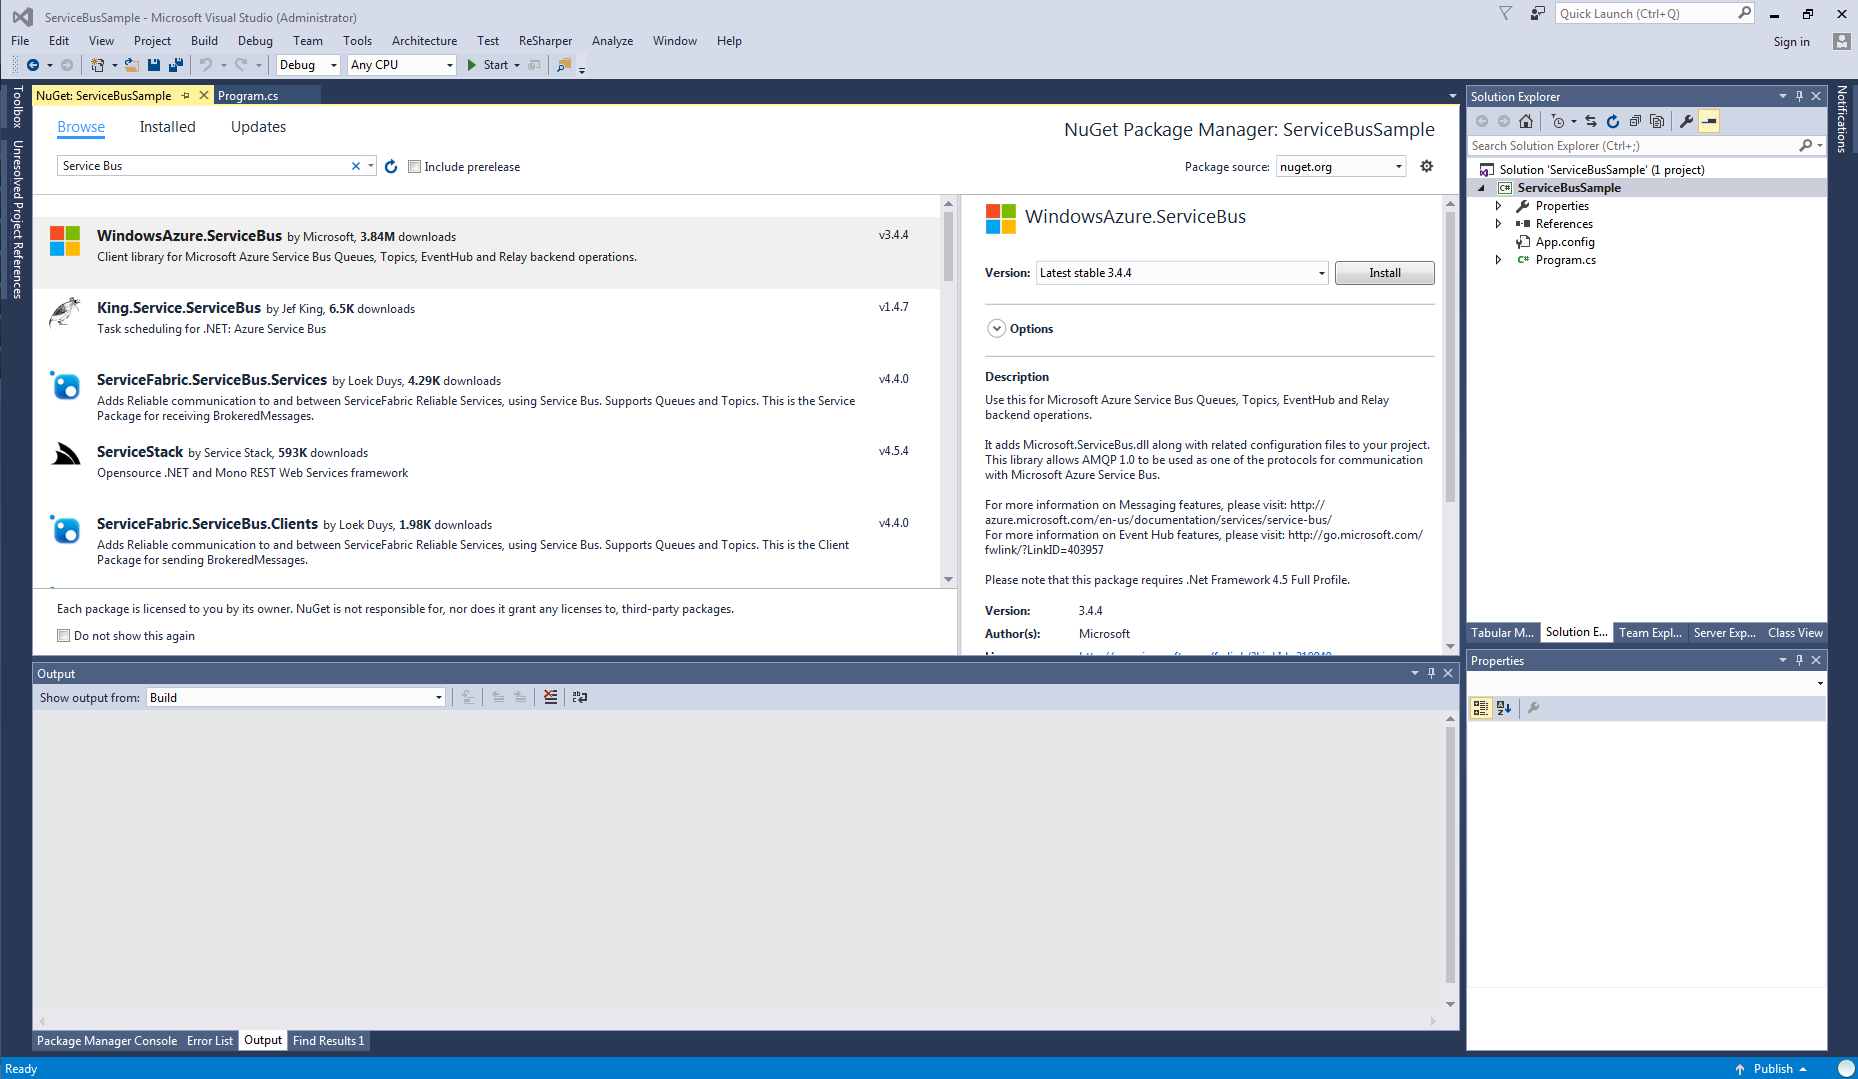 ServiceBusSample - Microsoft Visual Studio (Administrator)
Quick Launch (Ctrl+Q)
File Edit View Project Build Debug Team Tools Architecture Test ReSharper Analyze Window Help
Sign in
Debug Any CPU Start
Toolbox
Unresolved Project References
NuGet: ServiceBusSample Program.cs
Browse Installed Updates
NuGet Package Manager: ServiceBusSample
Service Bus
Include prerelease
Package source: nuget.org
WindowsAzure.ServiceBus by Microsoft, 3.84M downloads v3.4.4
Client library for Microsoft Azure Service Bus Queues, Topics, EventHub and Relay backend operations.
King.Service.ServiceBus by Jef King, 6.5K downloads v1.4.7
Task scheduling for .NET: Azure Service Bus
ServiceFabric.ServiceBus.Services by Loek Duys, 4.29K downloads v4.4.0
Adds Reliable communication to and between ServiceFabric Reliable Services, using Service Bus. Supports Queues and Topics. This is the Service
Package for receiving BrokeredMessages.
ServiceStack by Service Stack, 593K downloads v4.5.4
Opensource .NET and Mono REST Web Services framework
ServiceFabric.ServiceBus.Clients by Loek Duys, 1.98K downloads v4.4.0
Adds Reliable communication to and between ServiceFabric Reliable Services, using Service Bus. Supports Queues and Topics. This is the Client
Package for sending BrokeredMessages.
Each package is licensed to you by its owner. NuGet is not responsible for, nor does it grant any licenses to, third-party packages.
Do not show this again
WindowsAzure.ServiceBus
Version: Latest stable 3.4.4 Install
Options
Description
Use this for Microsoft Azure Service Bus Queues, Topics, EventHub and Relay
backend operations.
It adds Microsoft.ServiceBus.dll along with related configuration files to your project.
This library allows AMQP 1.0 to be used as one of the protocols for communication
with Microsoft Azure Service Bus.
For more information on Messaging features, please visit: http://
azure.microsoft.com/en-us/documentation/services/service-bus/
For more information on Event Hub features, please visit: http://go.microsoft.com/
fwlink/?LinkID=403957
Please note that this package requires .Net Framework 4.5 Full Profile.
Version: 3.4.4
Author(s): Microsoft
Solution Explorer
Search Solution Explorer (Ctrl+;)
Solution 'ServiceBusSample' (1 project)
C# ServiceBusSample
Properties
References
App.config
C# Program.cs
Tabular M... Solution E... Team Expl... Server Exp... Class View
Notifications
Properties
Output
Show output from: Build
Package Manager Console Error List Output Find Results 1
Ready
Publish